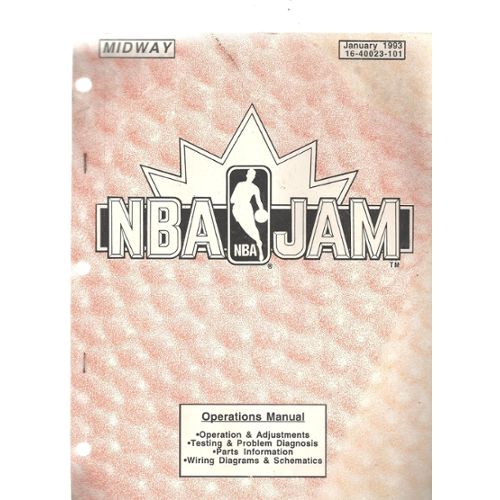 MIDWAY
January 1993
16-40023-101
NBA JAM
NBA
®
TM
Operations Manual
•Operation & Adjustments
•Testing & Problem Diagnosis
•Parts Information
•Wiring Diagrams & Schematics